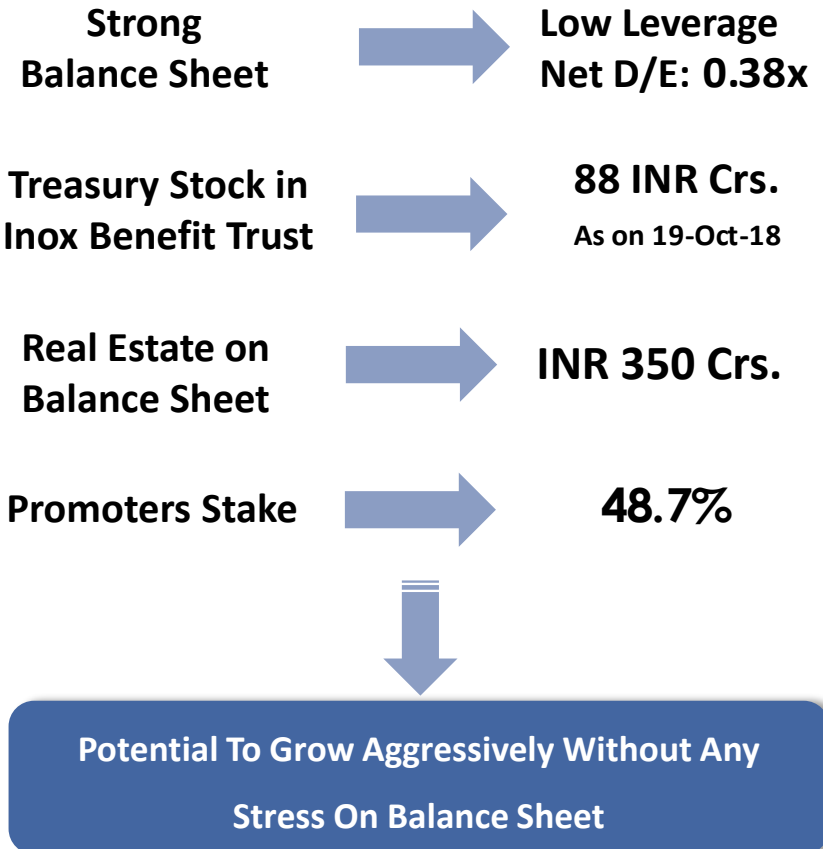 Strong
Balance Sheet
Low Leverage
Net D/E: 0.38x
Treasury Stock in
Inox Benefit Trust
88 INR Crs.
As on 19-Oct-18
Real Estate on
Balance Sheet
INR 350 Crs.
Promoters Stake
48.7%
Potential To Grow Aggressively Without Any
Stress On Balance Sheet